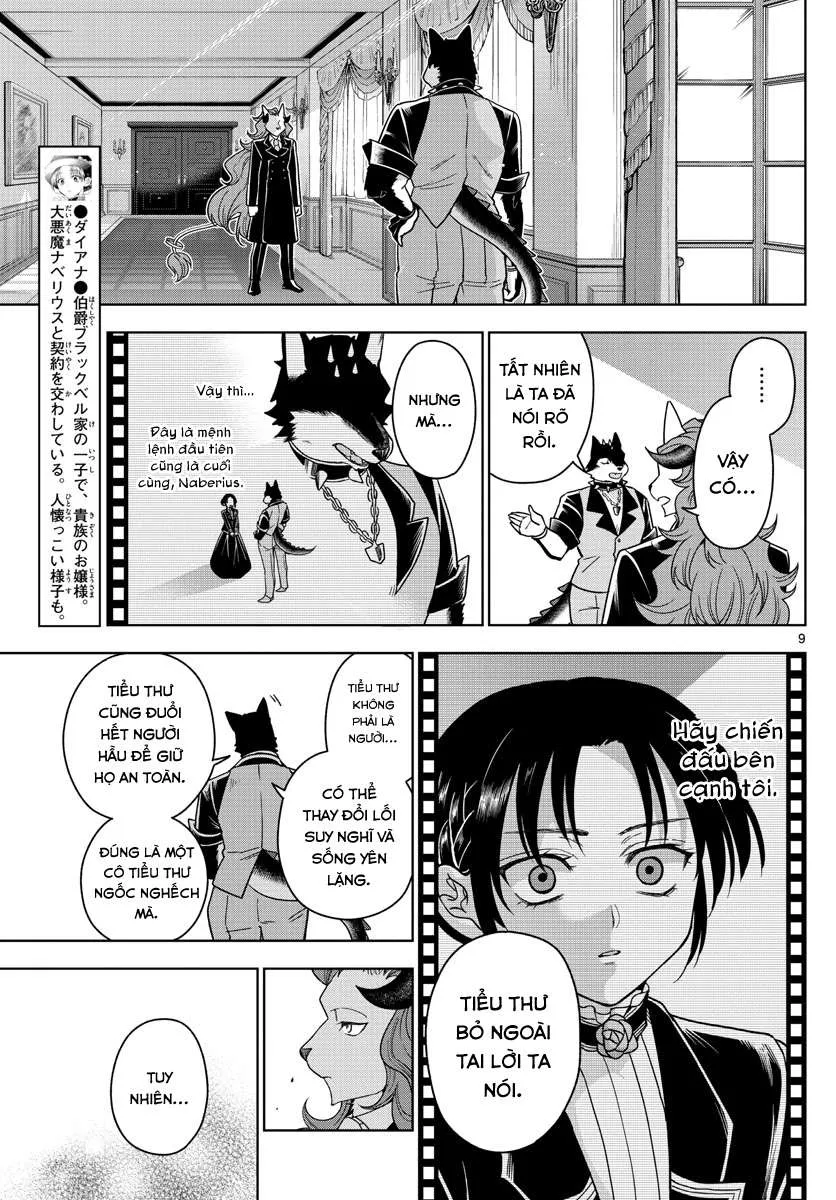 ●ダイアナ●伯爵ブラックベル家の一子で、貴族のお嬢様。
大悪魔ナベリウスと契約を交わしている。人懐っこい様子も。
......
VẬY
CÓ...
TẤT NHIÊN
LÀ TA ĐÃ
NÓI RÕ
RỒI.
NHƯNG
MÀ...
Vậy thì...
Đây là mệnh
lệnh đầu tiên
cũng là cuối
cùng, Naberius.
9
Hãy chiến
đấu bên
cạnh tôi.
TIỂU THƯ
BỎ NGOÀI
TAI LỜI TA
NÓI.
TIỂU THƯ
KHÔNG
PHẢI LÀ
NGƯỜI...
CÓ THỂ
THAY ĐỔI LỐI
SUY NGHĨ VÀ
SỐNG YÊN
LẶNG.
TIỂU THƯ
CŨNG ĐUỔI
HẾT NGƯỜI
HẦU ĐỂ GIỮ
HỌ AN TOÀN.
ĐÚNG LÀ MỘT
CÔ TIỂU THƯ
NGỐC NGHẾCH
MÀ.
TUY
NHIÊN...